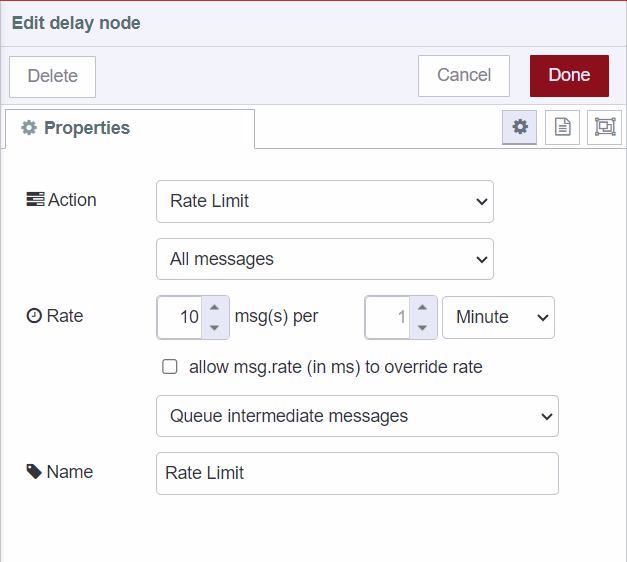 Edit delay node
Delete
Cancel
Done
Properties
Action
Rate Limit
All messages
Rate
10
msg(s) per
1
Minute
allow msg.rate (in ms) to override rate
Queue intermediate messages
Name
Rate Limit